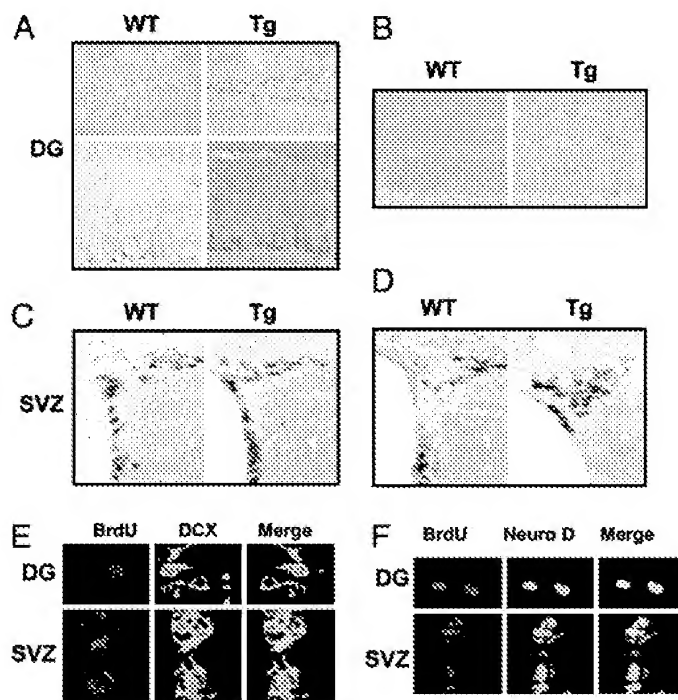 A
WT Tg
DG
B
WT Tg
C
WT Tg
SVZ
D
WT Tg
E
BrdU DCX Merge
DG
SVZ
F
BrdU Neuro D Merge
DG
SVZ